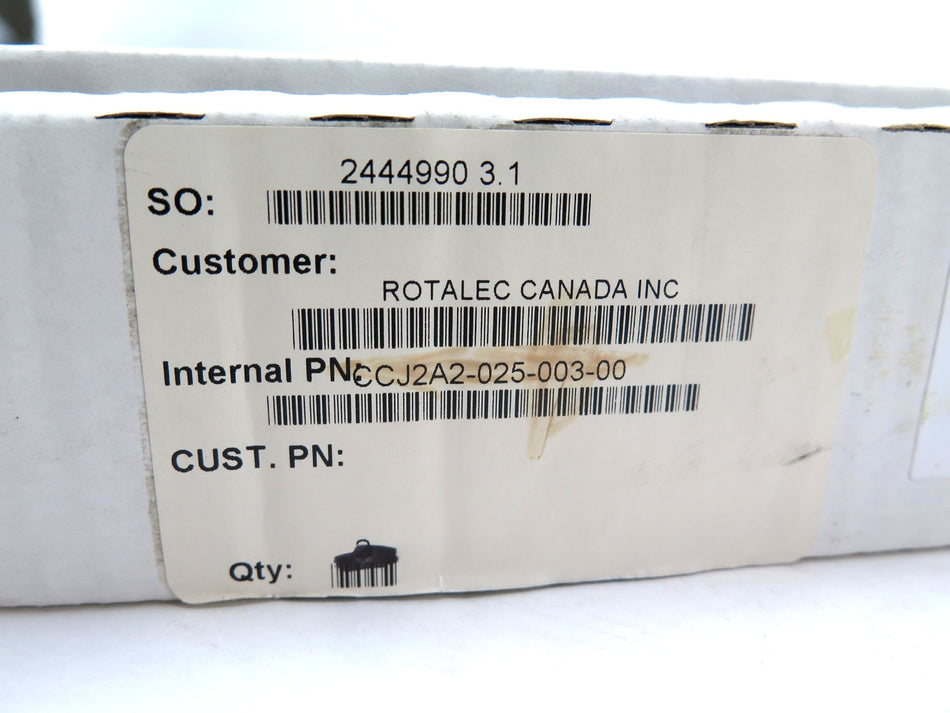 2444990 3.1
SO:
Customer:
ROTALEC CANADA INC
Internal PN: CCJ2A2-025-003-00
CUST. PN:
Qty: